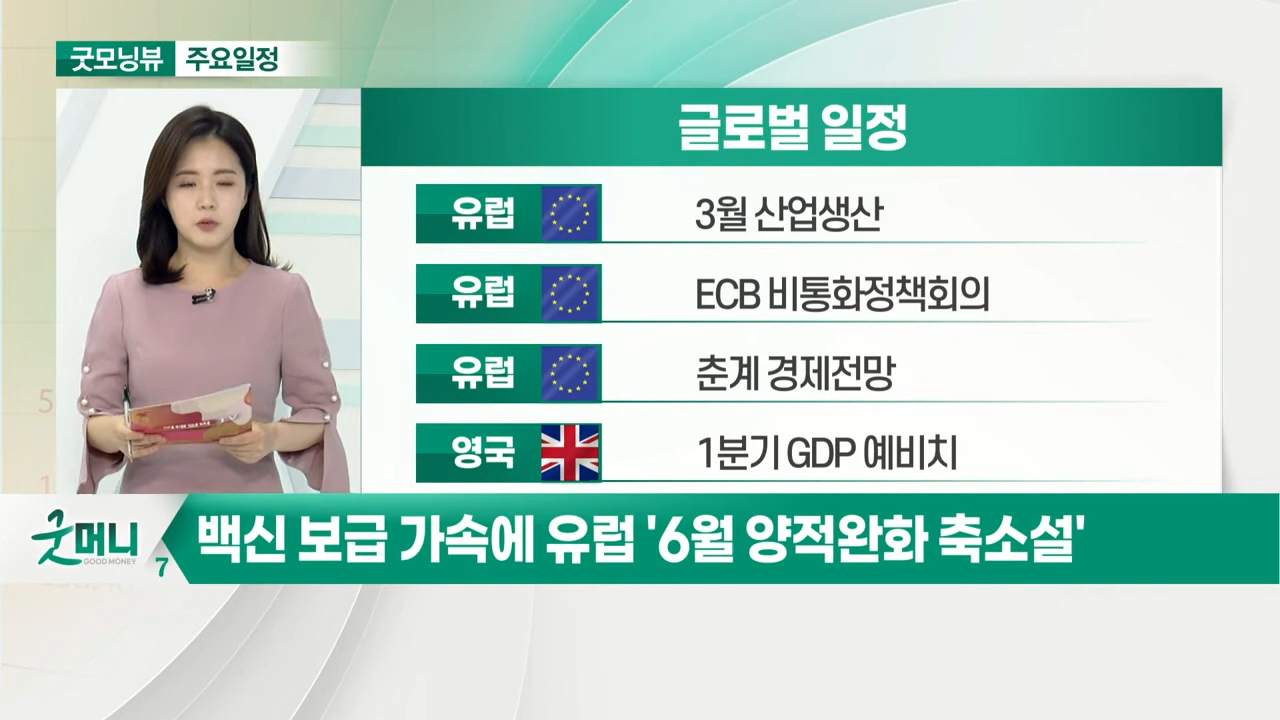 굿모닝뷰 주요일정
글로벌 일정
유럽 3월 산업생산
유럽 ECB 비통화정책회의
유럽 춘계 경제전망
영국 1분기 GDP 예비치
5
1
굿머니 7
GOOD MONEY
백신 보급 가속에 유럽 '6월 양적완화 축소설'